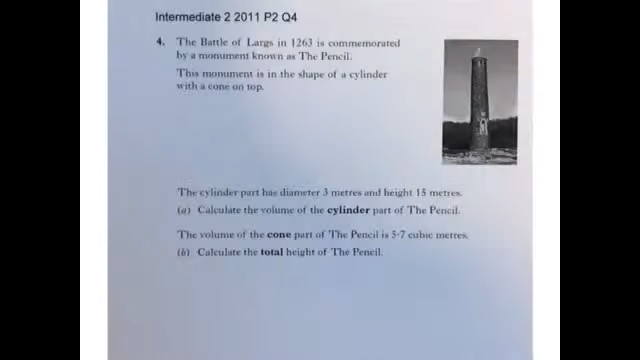 Intermediate 2 2011 P2 Q4
4. The Battle of Largs in 1263 is commemorated
by a monument known as The Pencil.
This monument is in the shape of a cylinder
with a cone on top.
The cylinder part has diameter 3 metres and height 15 metres.
(a) Calculate the volume of the cylinder part of The Pencil.
The volume of the cone part of The Pencil is 5·7 cubic metres.
(b) Calculate the total height of The Pencil.